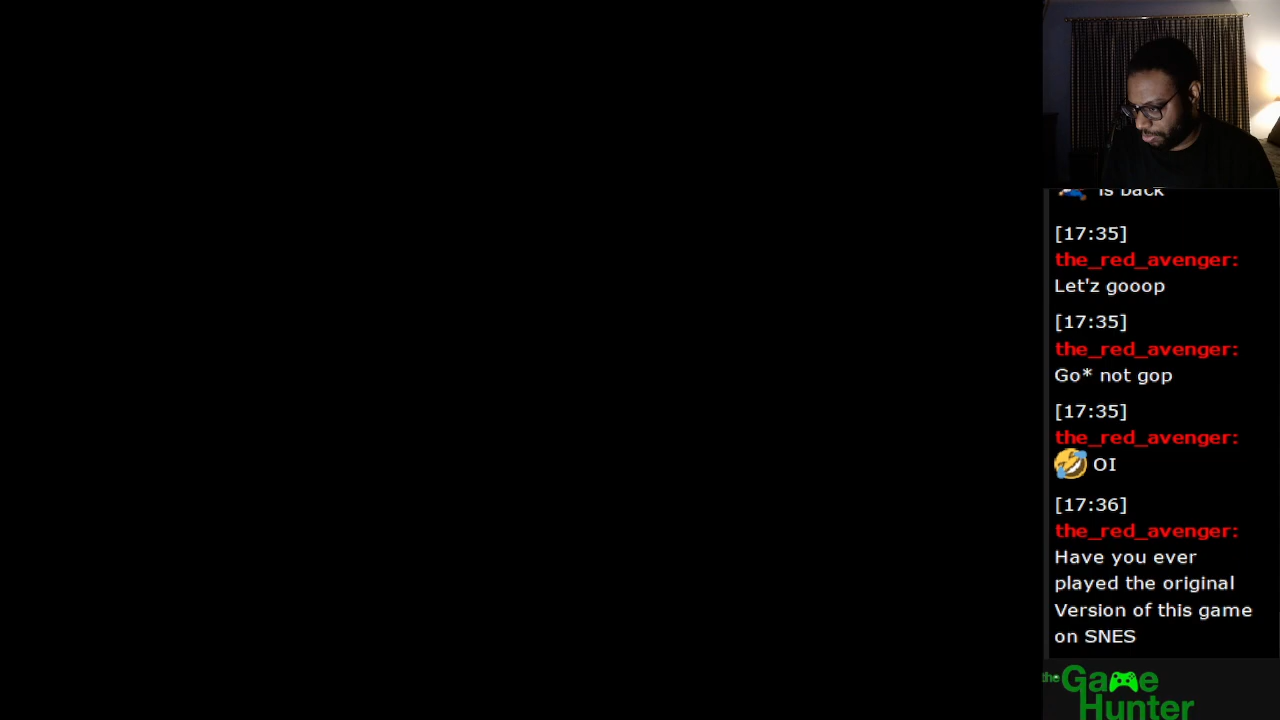 is back
[17:35]
the_red_avenger:
Let'z gooop
[17:35]
the_red_avenger:
Go* not gop
[17:35]
the_red_avenger:
🤣 OI
[17:36]
the_red_avenger:
Have you ever
played the original
Version of this game
on SNES
the Game
Hunter